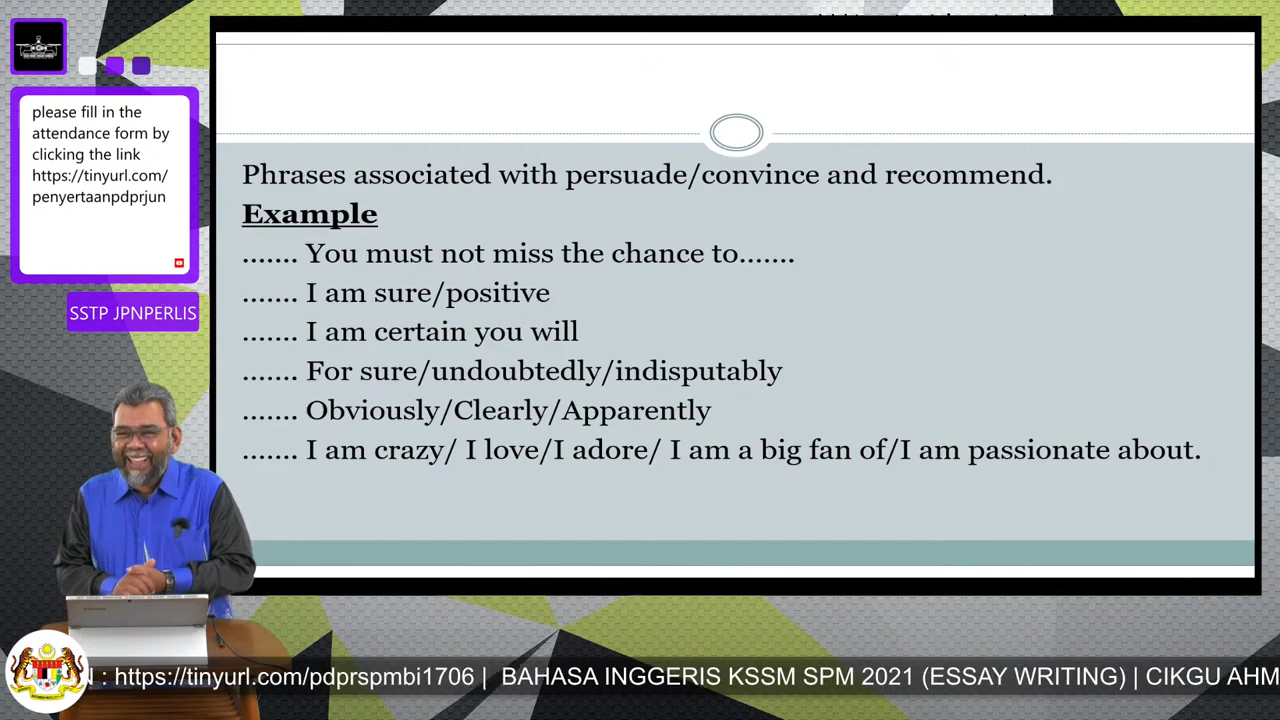 please fill in the
attendance form by
clicking the link
https://tinyurl.com/
penyertaanpdprjun
SSTP JPNPERLIS
Phrases associated with persuade/convince and recommend.
Example
....... You must not miss the chance to.......
....... I am sure/positive
....... I am certain you will
....... For sure/undoubtedly/indisputably
....... Obviously/Clearly/Apparently
....... I am crazy/ I love/I adore/ I am a big fan of/I am passionate about.
N : https://tinyurl.com/pdprspmbi1706 | BAHASA INGGERIS KSSM SPM 2021 (ESSAY WRITING) | CIKGU AHM